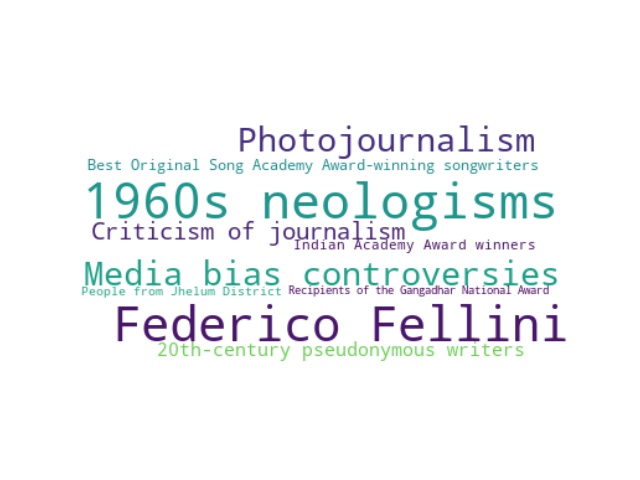 Photojournalism
Best Original Song Academy Award-winning songwriters
1960s neologisms
Criticism of journalism
Indian Academy Award winners
Media bias controversies
People from Jhelum District
Recipients of the Gangadhar National Award
Federico Fellini
20th-century pseudonymous writers